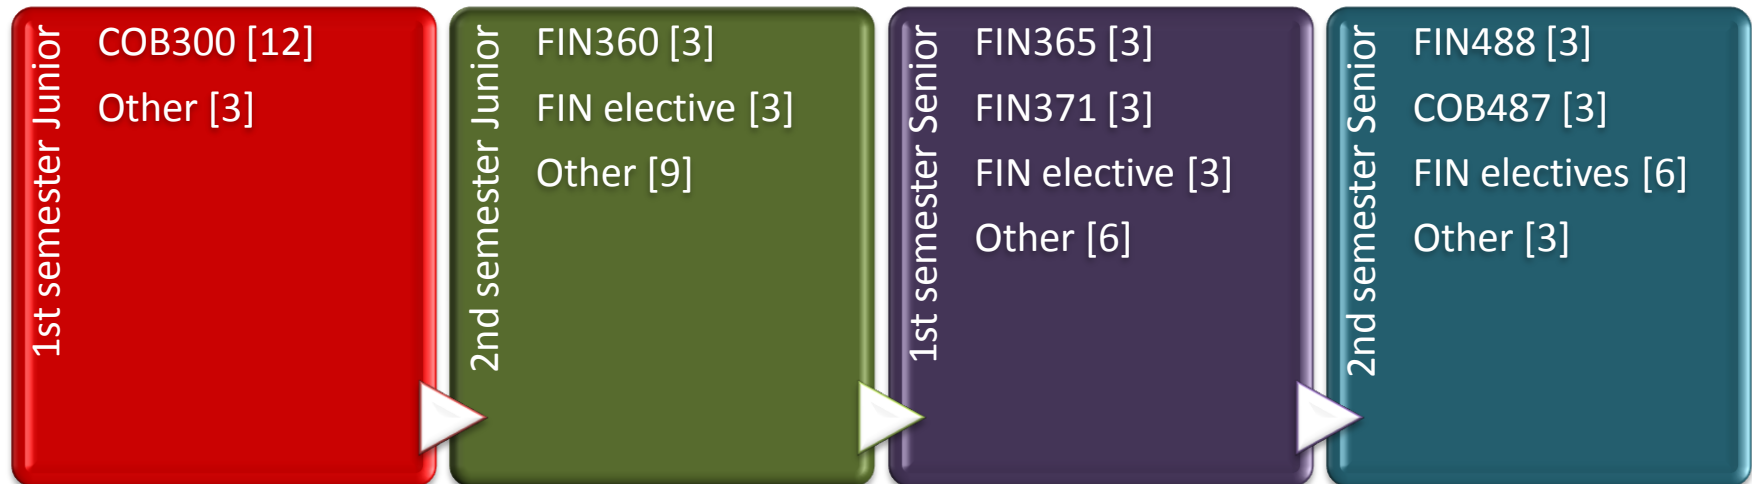 1st semester Junior
COB300 [12]
Other [3]
2nd semester Junior
FIN360 [3]
FIN elective [3]
Other [9]
1st semester Senior
FIN365 [3]
FIN371 [3]
FIN elective [3]
Other [6]
2nd semester Senior
FIN488 [3]
COB487 [3]
FIN electives [6]
Other [3]